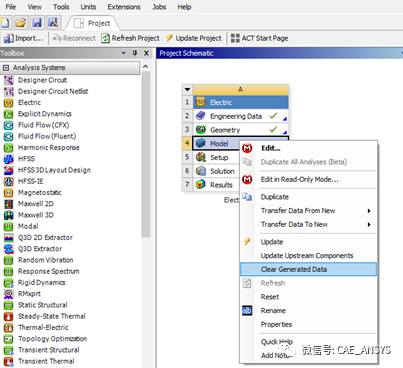 File View Tools Units Extensions Jobs Help
Project
Import... Reconnect Refresh Project Update Project ACT Start Page
Toolbox
Project Schematic
Analysis Systems
Designer Circuit
Designer Circuit Netlist
Electric
Explicit Dynamics
Fluid Flow (CFX)
Fluid Flow (Fluent)
Harmonic Response
HFSS
HFSS 3D Layout Design
HFSS-IE
Magnetostatic
Maxwell 2D
Maxwell 3D
Modal
Q3D 2D Extractor
Q3D Extractor
Random Vibration
Response Spectrum
Rigid Dynamics
RMxprt
Static Structural
Steady-State Thermal
Thermal-Electric
Topology Optimization
Transient Structural
Transient Thermal
A
1 Electric
2 Engineering Data
3 Geometry
4 Model
5 Setup
6 Solution
7 Results
Elect
Edit...
Duplicate All Analyses (Beta)
Edit in Read-Only Mode...
Duplicate
Transfer Data From New
Transfer Data To New
Update
Update Upstream Components
Clear Generated Data
Refresh
Reset
Rename
Properties
Quick Help
Add Note...
微信号: CAE_ANSYS